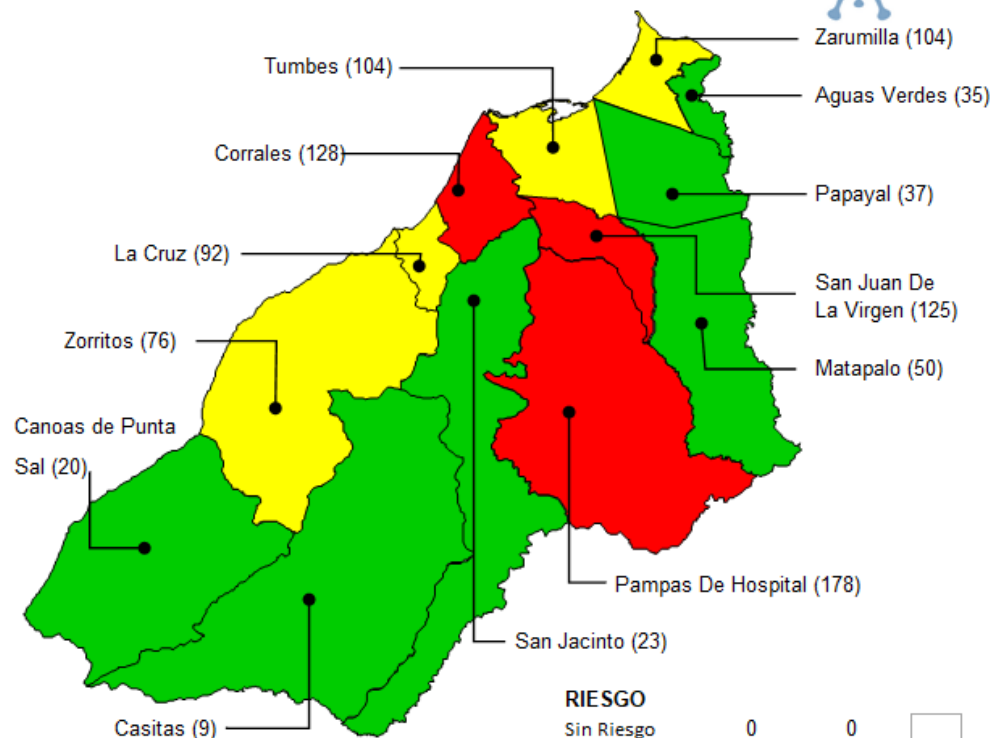 Zarumilla (104)
Tumbes (104)
Aguas Verdes (35)
Corrales (128)
Papayal (37)
La Cruz (92)
San Juan De
La Virgen (125)
Zorritos (76)
Matapalo (50)
Canoas de Punta
Sal (20)
Pampas De Hospital (178)
San Jacinto (23)
Casitas (9)
RIESGO
Sin Riesgo 0 0